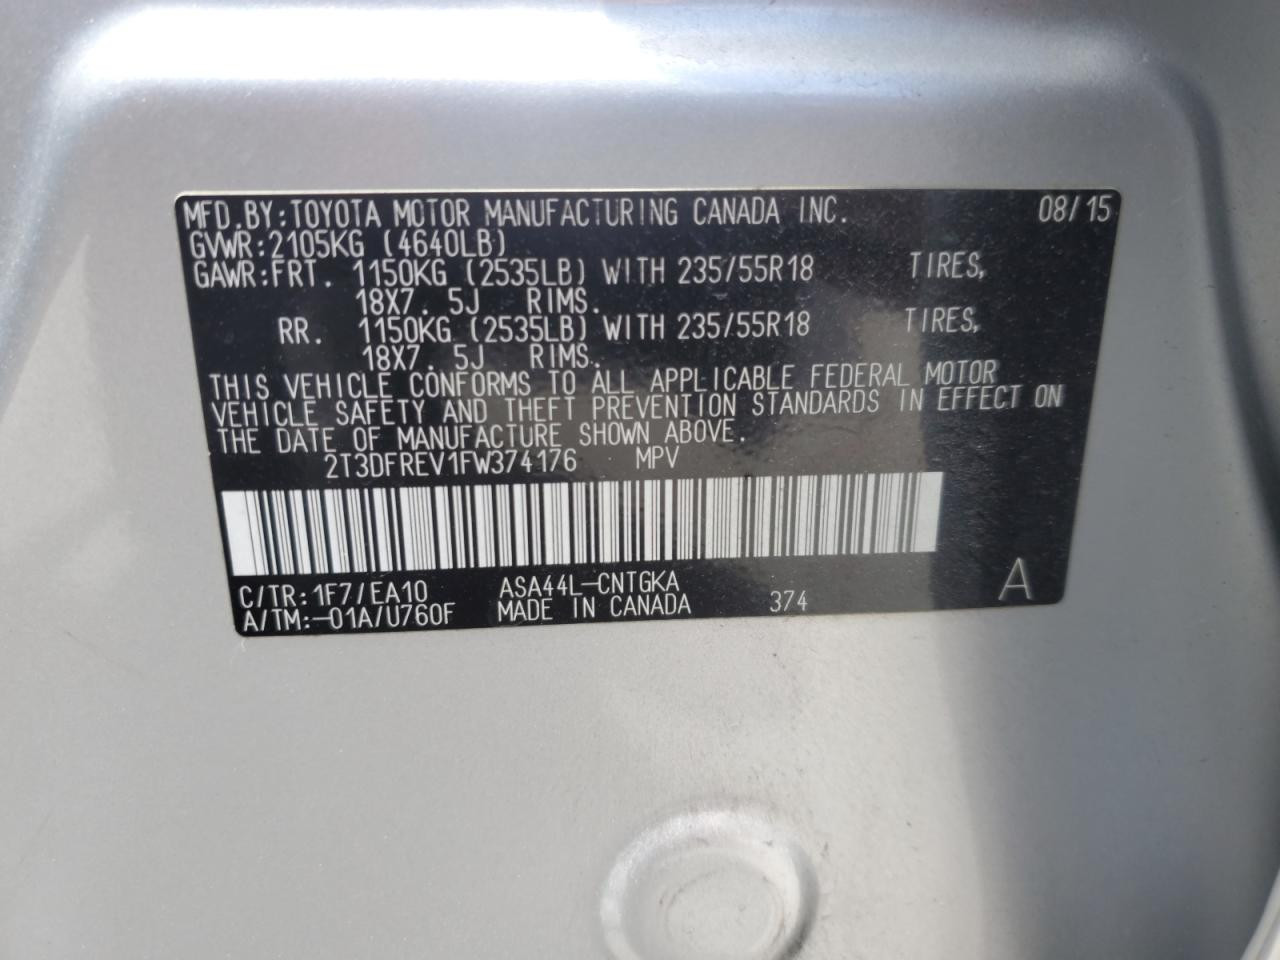 MFD.BY:TOYOTA MOTOR MANUFACTURING CANADA INC. 08/15
GVWR:2105KG (4640LB)
GAWR:FRT. 1150KG (2535LB) WITH 235/55R18 TIRES,
18X7. 5J RIMS.
RR. 1150KG (2535LB) WITH 235/55R18 TIRES,
18X7. 5J RIMS.
THIS VEHICLE CONFORMS TO ALL APPLICABLE FEDERAL MOTOR
VEHICLE SAFETY AND THEFT PREVENTION STANDARDS IN EFFECT ON
THE DATE OF MANUFACTURE SHOWN ABOVE.
2T3DFREV1FW374176 MPV
C/TR:1F7/EA10 ASA44L-CNTGKA A
A/TM:-01A/U760F MADE IN CANADA 374